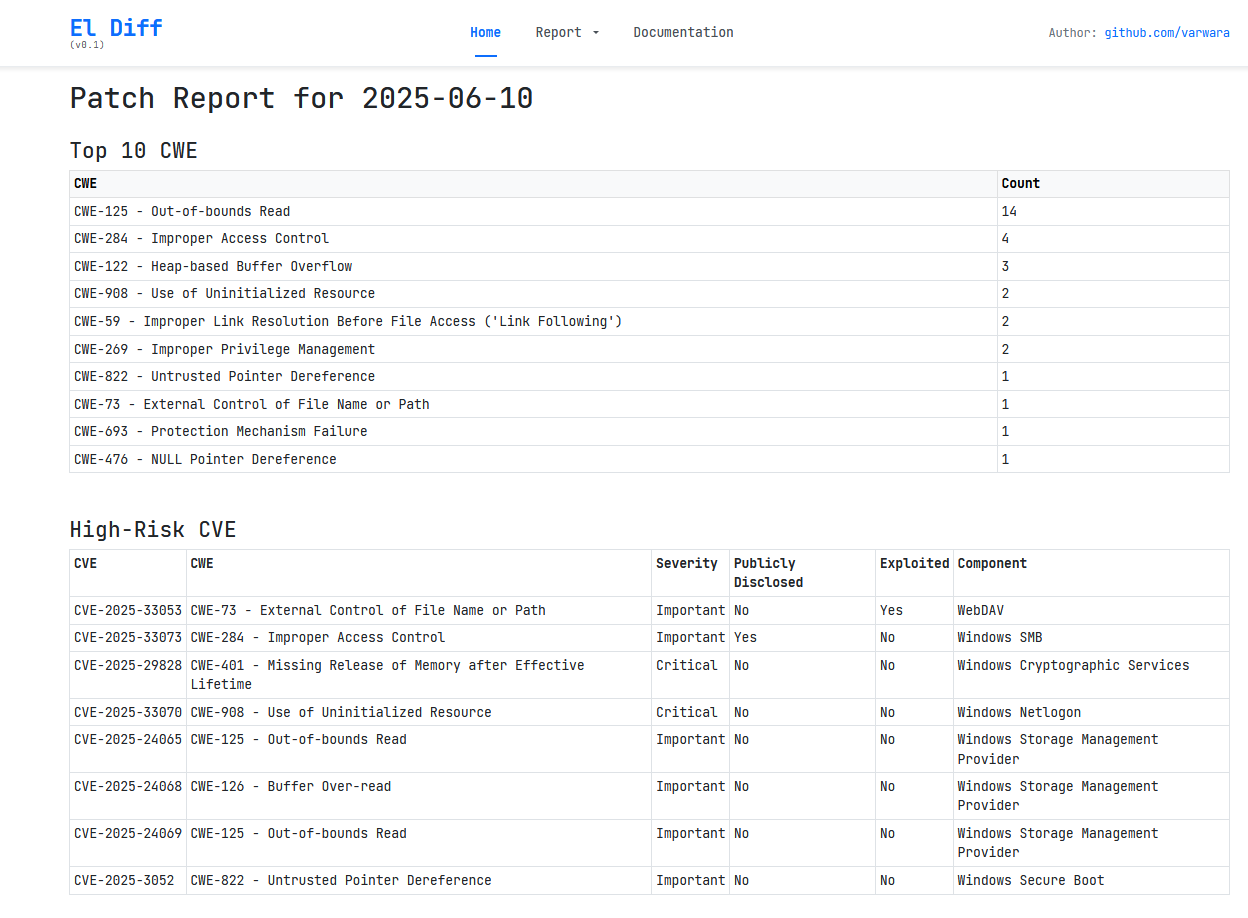 El Diff
(v0.1)
Home Report Documentation
Author: github.com/varwara
Patch Report for 2025-06-10
Top 10 CWE
CWE Count
CWE-125 - Out-of-bounds Read 14
CWE-284 - Improper Access Control 4
CWE-122 - Heap-based Buffer Overflow 3
CWE-908 - Use of Uninitialized Resource 2
CWE-59 - Improper Link Resolution Before File Access ('Link Following') 2
CWE-269 - Improper Privilege Management 2
CWE-822 - Untrusted Pointer Dereference 1
CWE-73 - External Control of File Name or Path 1
CWE-693 - Protection Mechanism Failure 1
CWE-476 - NULL Pointer Dereference 1
High-Risk CVE
CVE CWE Severity Publicly Exploited Component
Disclosed
CVE-2025-33053 CWE-73 - External Control of File Name or Path Important No Yes WebDAV
CVE-2025-33073 CWE-284 - Improper Access Control Important Yes No Windows SMB
CVE-2025-29828 CWE-401 - Missing Release of Memory after Effective Critical No No Windows Cryptographic Services
Lifetime
CVE-2025-33070 CWE-908 - Use of Uninitialized Resource Critical No No Windows Netlogon
CVE-2025-24065 CWE-125 - Out-of-bounds Read Important No No Windows Storage Management
Provider
CVE-2025-24068 CWE-126 - Buffer Over-read Important No No Windows Storage Management
Provider
CVE-2025-24069 CWE-125 - Out-of-bounds Read Important No No Windows Storage Management
Provider
CVE-2025-3052 CWE-822 - Untrusted Pointer Dereference Important No No Windows Secure Boot